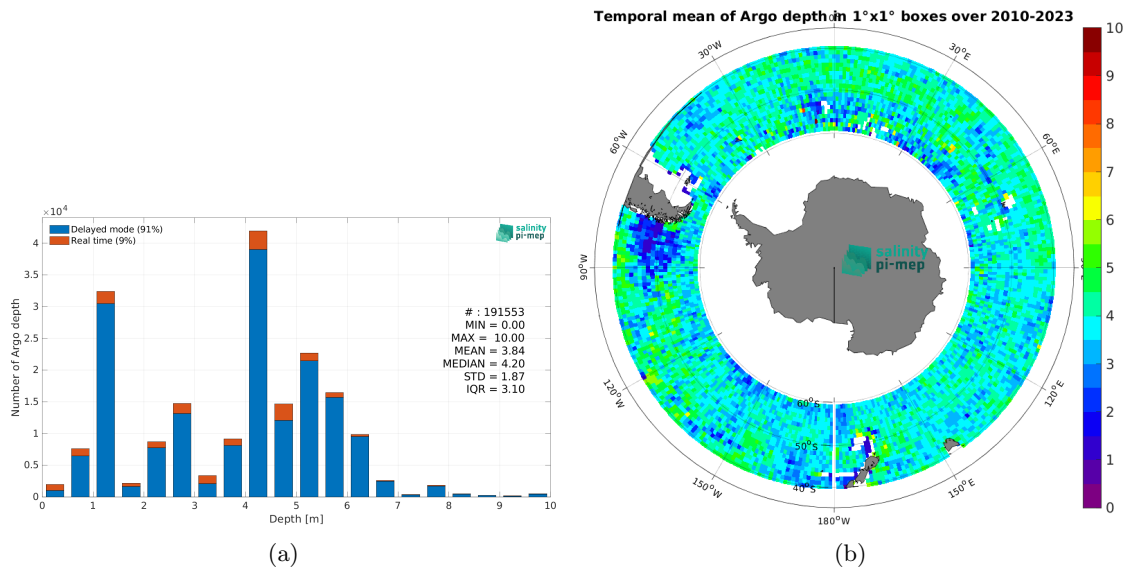 ×10⁴
Delayed mode (91%)
Real time (9%)
salinity
pi-mep
4
3.5
3
2.5
2
1.5
1
0.5
0
Number of Argo depth
# : 191553
MIN = 0.00
MAX = 10.00
MEAN = 3.84
MEDIAN = 4.20
STD = 1.87
IQR = 3.10
0 1 2 3 4 5 6 7 8 9 10
Depth [m]
(a)
Temporal mean of Argo depth in 1°x1° boxes over 2010-2023
30°W
30°E
60°W
60°E
90°W
120°W
120°E
150°W
150°E
180°W
60°S
50°S
40°S
salinity
pi-mep
10
9
8
7
6
5
4
3
2
1
0
(b)